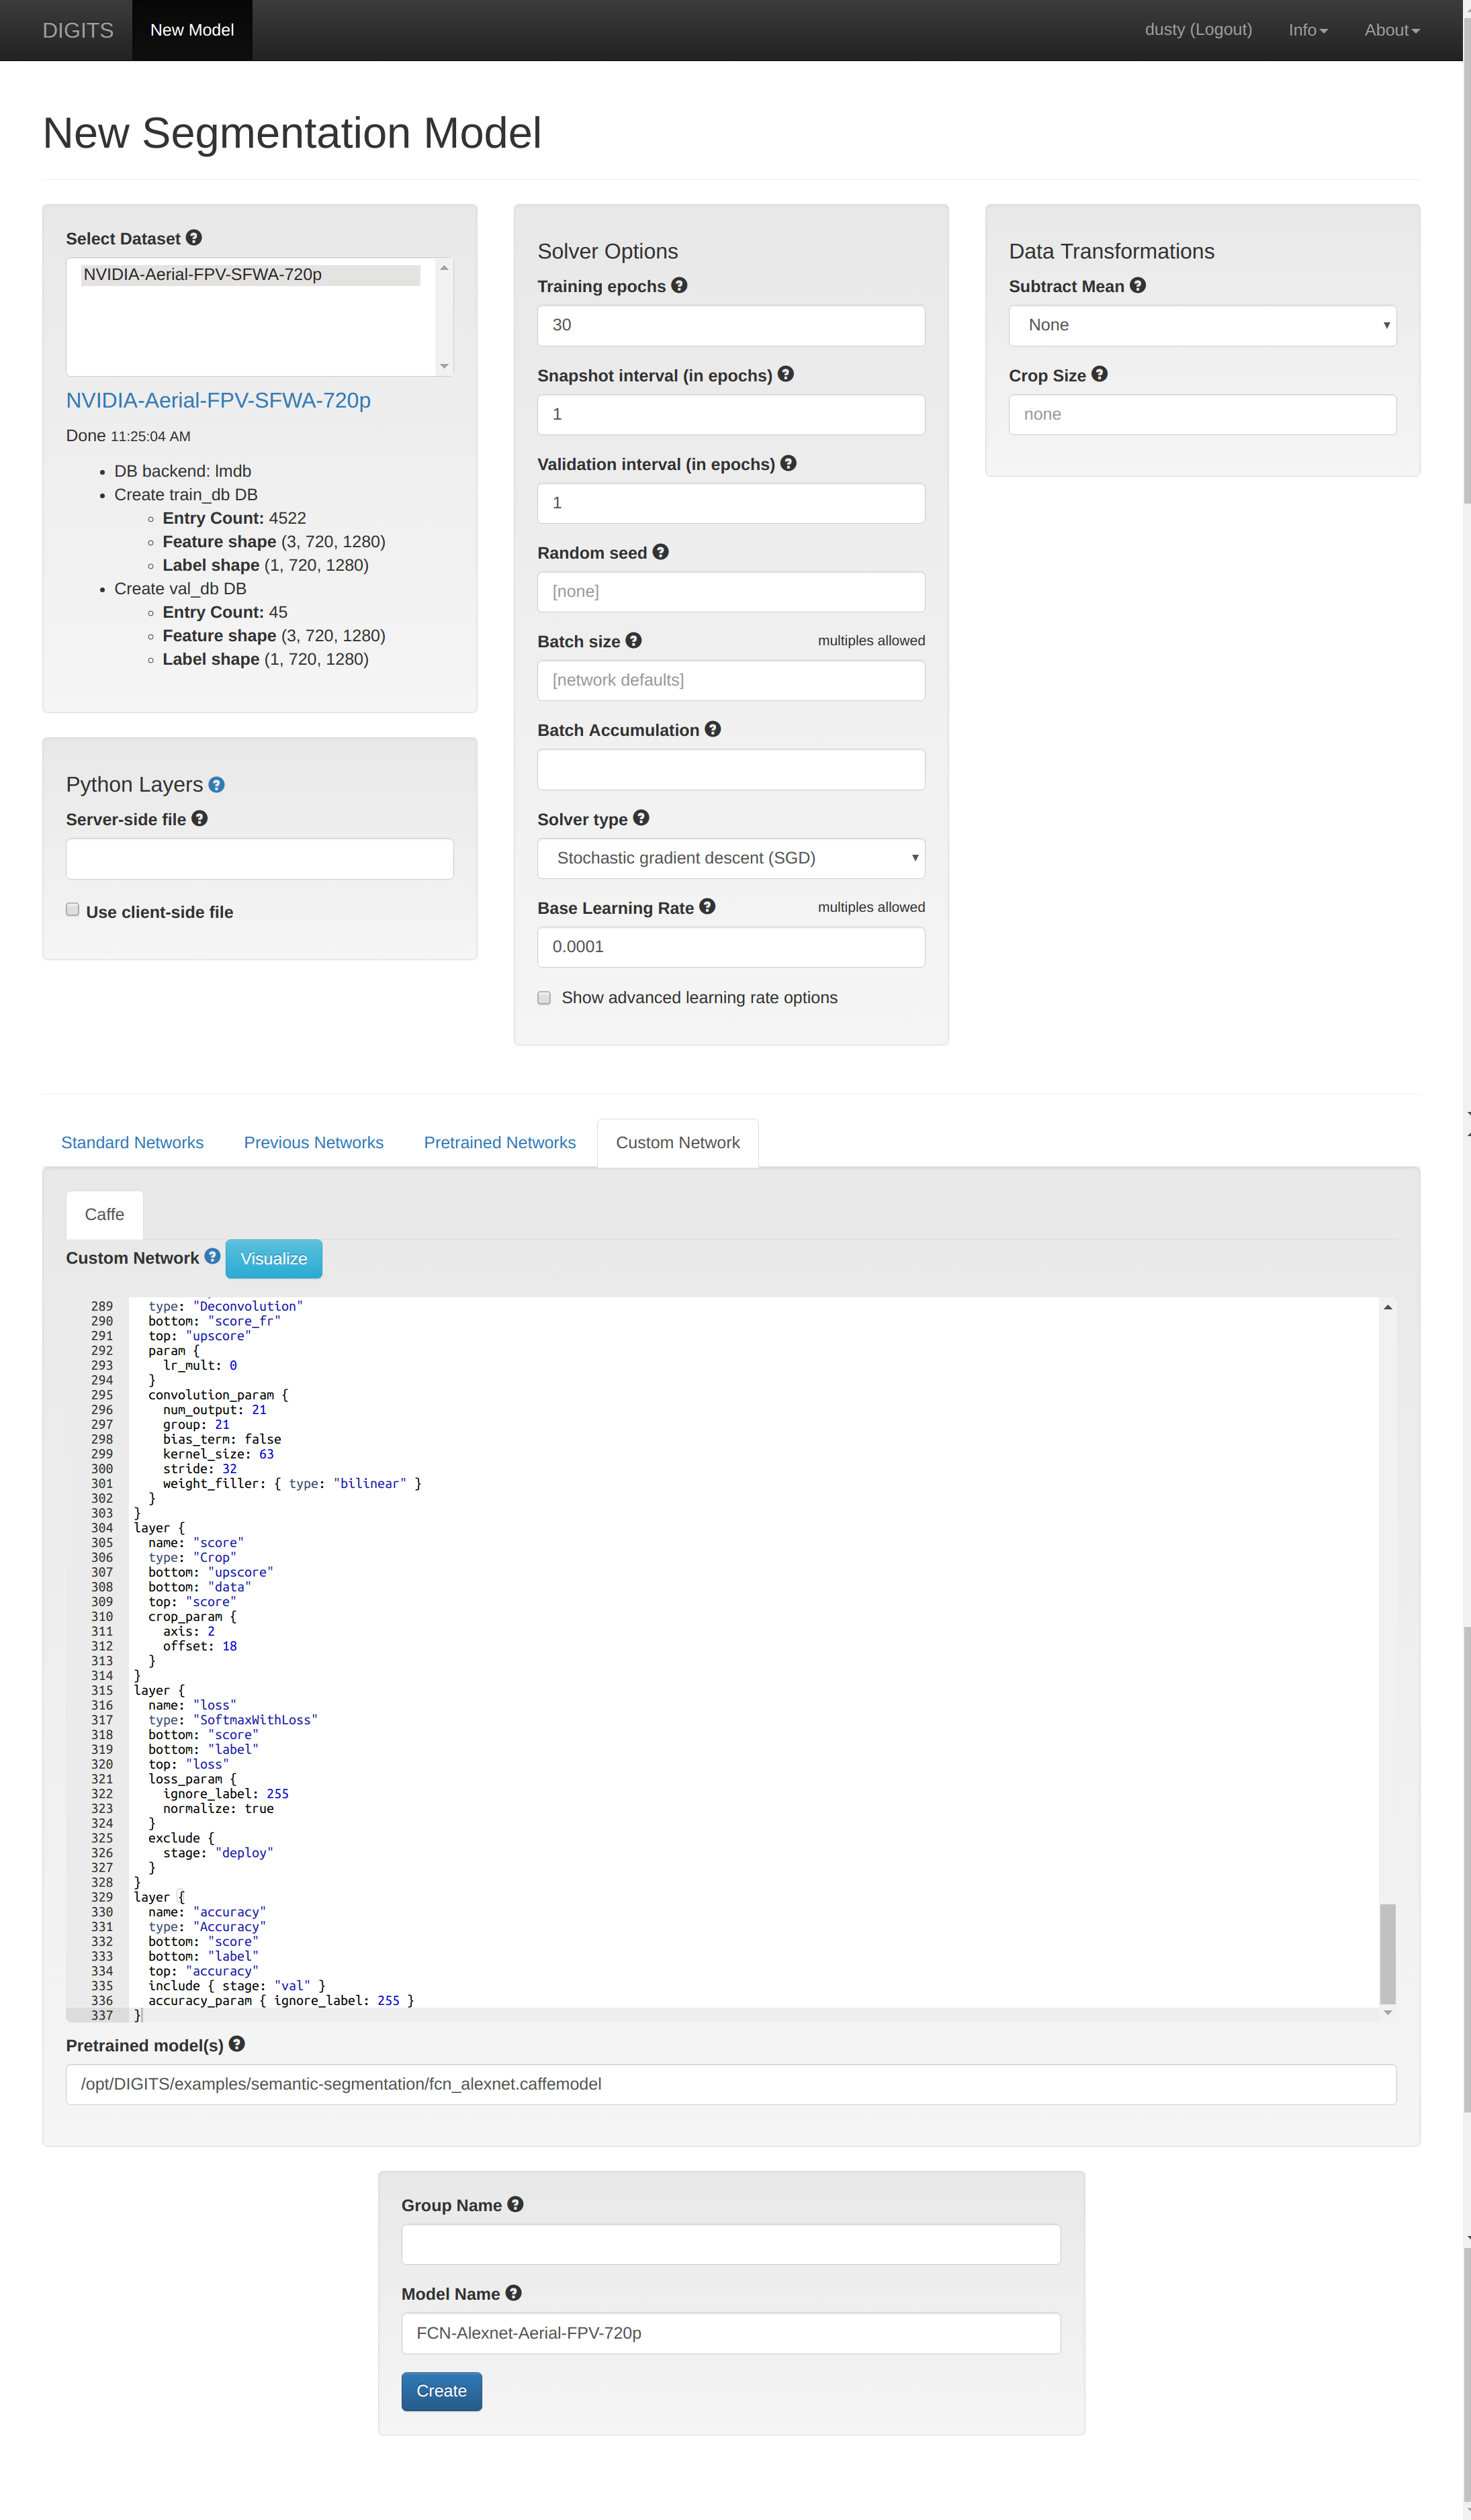 DIGITS New Model dusty (Logout) Info About
New Segmentation Model
Select Dataset
NVIDIA-Aerial-FPV-SFWA-720p
NVIDIA-Aerial-FPV-SFWA-720p
Done 11:25:04 AM
DB backend: lmdb
Create train_db DB
Entry Count: 4522
Feature shape (3, 720, 1280)
Label shape (1, 720, 1280)
Create val_db DB
Entry Count: 45
Feature shape (3, 720, 1280)
Label shape (1, 720, 1280)
Python Layers
Server-side file
Use client-side file
Solver Options
Training epochs
30
Snapshot interval (in epochs)
1
Validation interval (in epochs)
1
Random seed
[none]
Batch size multiples allowed
[network defaults]
Batch Accumulation
Solver type
Stochastic gradient descent (SGD)
Base Learning Rate multiples allowed
0.0001
Show advanced learning rate options
Data Transformations
Subtract Mean
None
Crop Size
none
Standard Networks Previous Networks Pretrained Networks Custom Network
Caffe
Custom Network Visualize
289 type: "Deconvolution"
290 bottom: "score_fr"
291 top: "upscore"
292 param {
293 lr_mult: 0
294 }
295 convolution_param {
296 num_output: 21
297 group: 21
298 bias_term: false
299 kernel_size: 63
300 stride: 32
301 weight_filler: { type: "bilinear" }
302 }
303 }
304 layer {
305 name: "score"
306 type: "Crop"
307 bottom: "upscore"
308 bottom: "data"
309 top: "score"
310 crop_param {
311 axis: 2
312 offset: 18
313 }
314 }
315 layer {
316 name: "loss"
317 type: "SoftmaxWithLoss"
318 bottom: "score"
319 bottom: "label"
320 top: "loss"
321 loss_param {
322 ignore_label: 255
323 normalize: true
324 }
325 exclude {
326 stage: "deploy"
327 }
328 }
329 layer {
330 name: "accuracy"
331 type: "Accuracy"
332 bottom: "score"
333 bottom: "label"
334 top: "accuracy"
335 include { stage: "val" }
336 accuracy_param { ignore_label: 255 }
337 }
Pretrained model(s)
/opt/DIGITS/examples/semantic-segmentation/fcn_alexnet.caffemodel
Group Name
Model Name
FCN-Alexnet-Aerial-FPV-720p
Create